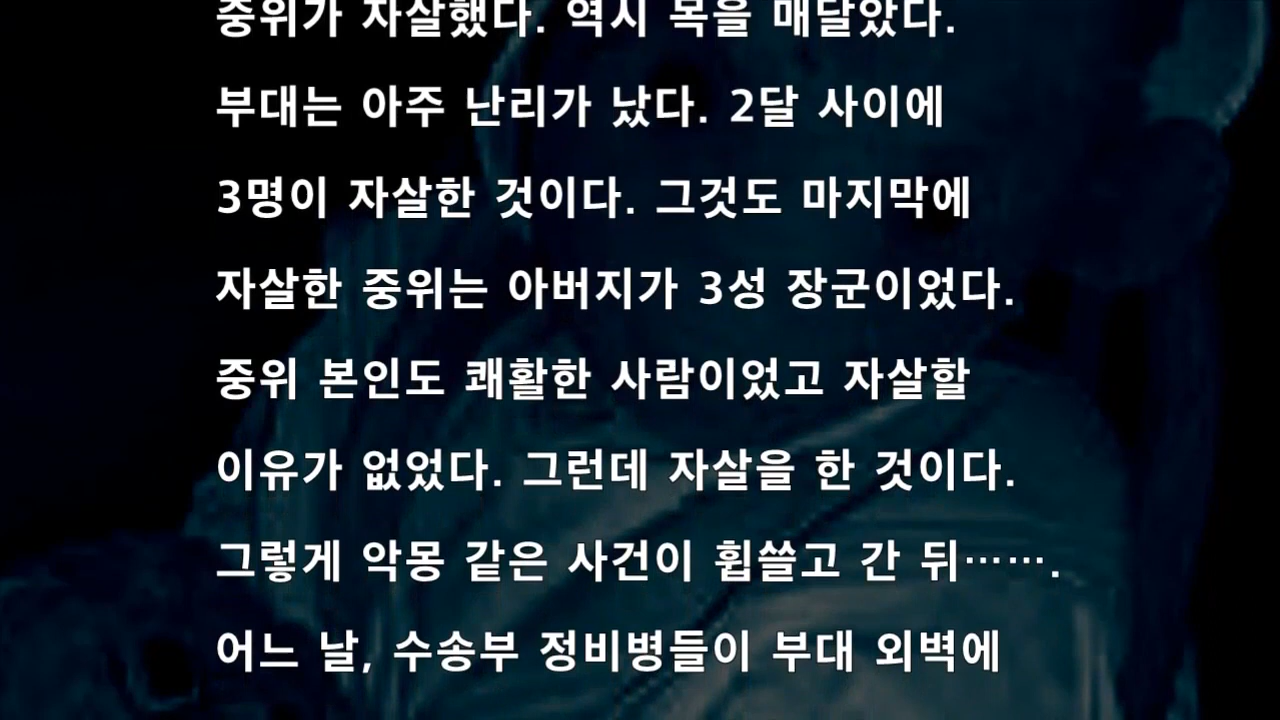 중위가 자살했다. 역시 목을 매달았다.
부대는 아주 난리가 났다. 2달 사이에
3명이 자살한 것이다. 그것도 마지막에
자살한 중위는 아버지가 3성 장군이었다.
중위 본인도 쾌활한 사람이었고 자살할
이유가 없었다. 그런데 자살을 한 것이다.
그렇게 악몽 같은 사건이 휩쓸고 간 뒤…….
어느 날, 수송부 정비병들이 부대 외벽에